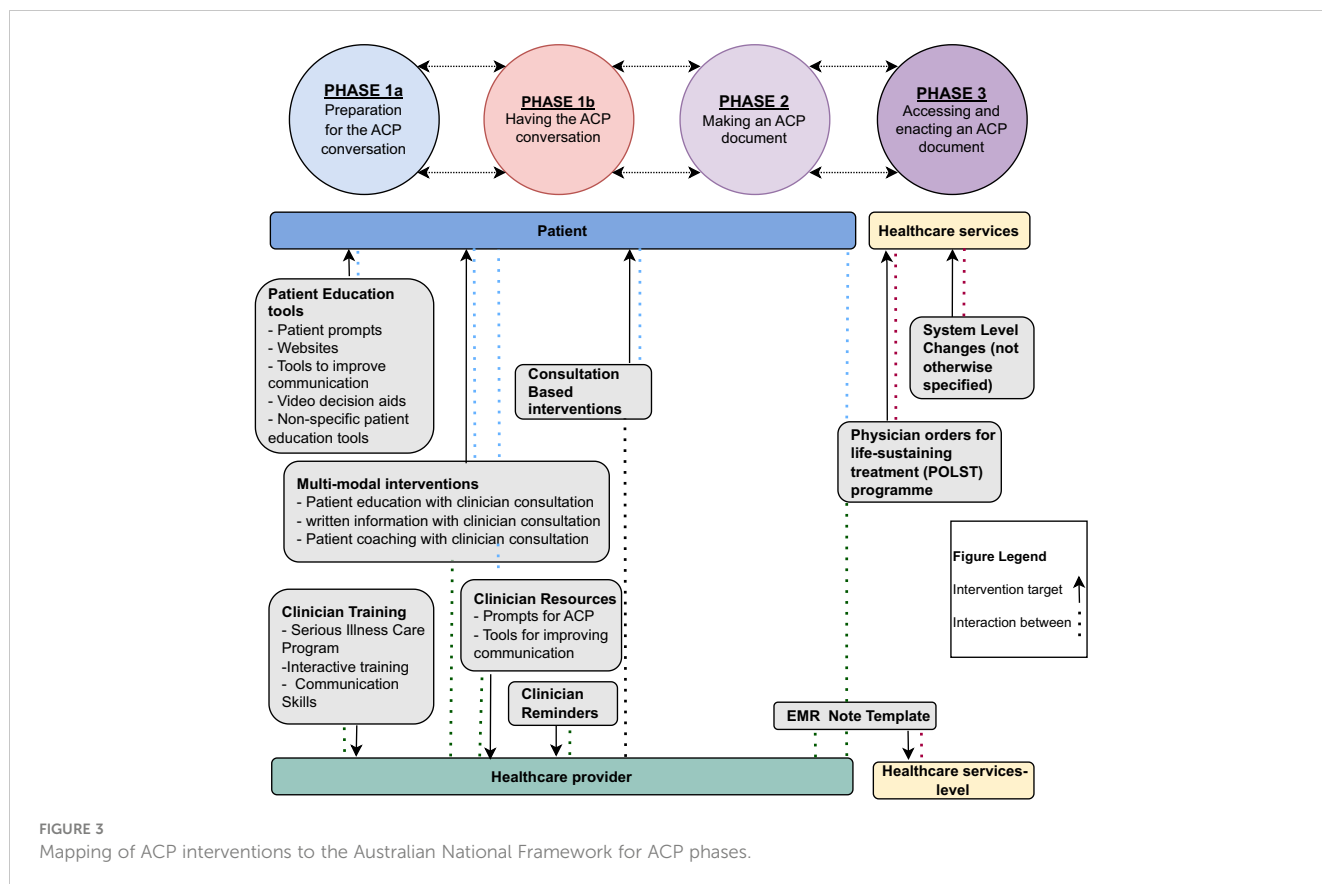 PHASE 1a
Preparation
for the ACP
conversation
PHASE 1b
Having the ACP
conversation
PHASE 2
Making an ACP
document
PHASE 3
Accessing and
enacting an ACP
document
Patient
Healthcare services
Patient Education
tools
- Patient prompts
- Websites
- Tools to improve
communication
- Video decision aids
- Non-specific patient
education tools
Consultation
Based
interventions
System Level
Changes (not
otherwise
specified)
Physician orders for
life-sustaining
treatment (POLST)
programme
Multi-modal interventions
- Patient education with clinician consultation
- written information with clinician consultation
- Patient coaching with clinician consultation
Figure Legend
Intervention target
Interaction between
Clinician Training
- Serious Illness Care
Program
-Interactive training
- Communication
Skills
Clinician Resources
- Prompts for ACP
- Tools for improving
communication
Clinician
Reminders
EMR Note Template
Healthcare provider
Healthcare services-
level
FIGURE 3
Mapping of ACP interventions to the Australian National Framework for ACP phases.